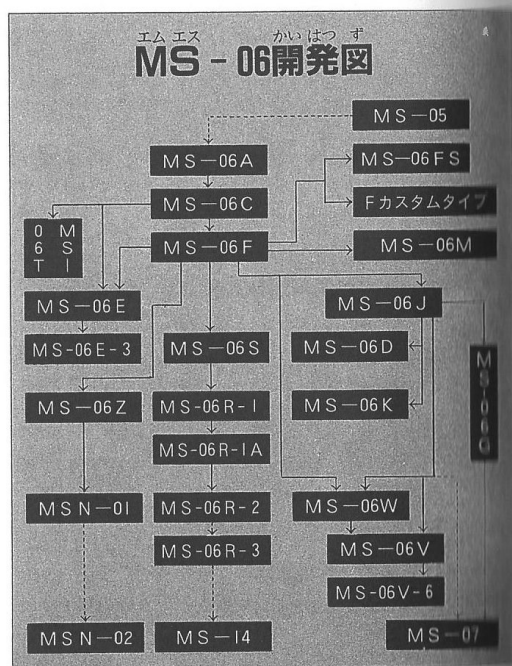 エムエス かいはつず
MS-06開発図
MS-05
MS-06A
MS-06FS
MS-06C
Fカスタムタイプ
MS-06T
MS-06F
MS-06M
MS-06E
MS-06J
MS-06E-3
MS-06S
MS-06D
MS-06G
MS-06Z
MS-06R-1
MS-06K
MS-06R-1A
MSN-01
MS-06R-2
MS-06W
MS-06R-3
MS-06V
MS-06V-6
MSN-02
MS-14
MS-07